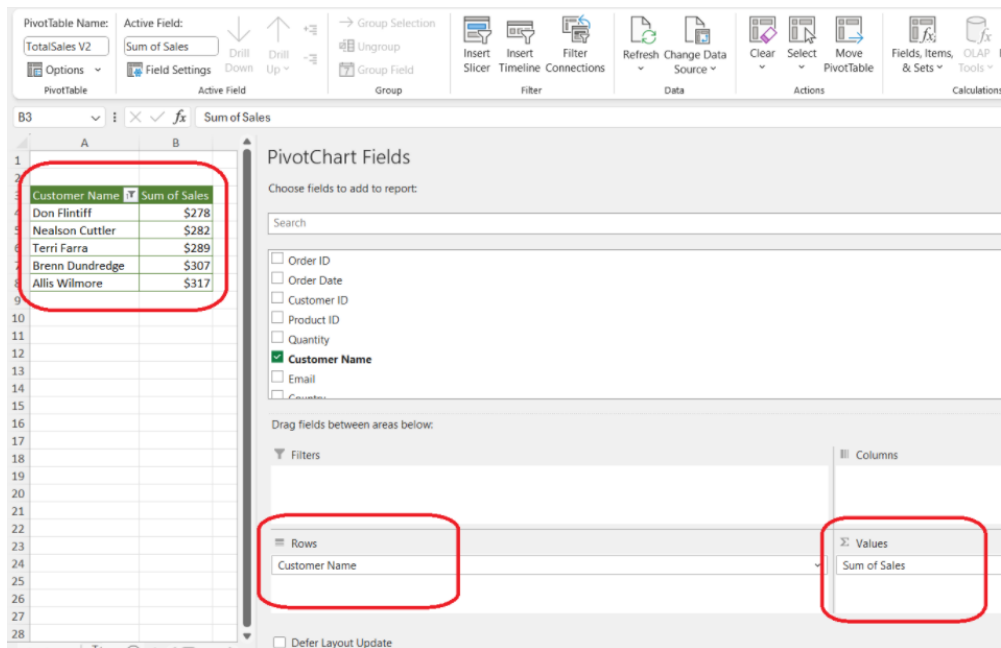 PivotTable Name:
TotalSales V2
Options
PivotTable
Active Field:
Sum of Sales
Field Settings
Drill Down
Drill Up
Active Field
Group Selection
Ungroup
Group Field
Group
Insert Slicer
Insert Timeline
Filter Connections
Filter
Refresh
Change Data Source
Data
Clear
Select
Move PivotTable
Actions
Fields, Items, & Sets
OLAP Tools
Calculations
B3 fx Sum of Sales
A B
1
2
3 Customer Name Sum of Sales
4 Don Flintiff $278
5 Nealson Cuttler $282
6 Terri Farra $289
7 Brenn Dundredge $307
8 Allis Wilmore $317
9
10
11
12
13
14
15
16
17
18
19
20
21
22
23
24
25
26
27
28
PivotChart Fields
Choose fields to add to report:
Search
Order ID
Order Date
Customer ID
Product ID
Quantity
Customer Name
Email
Country
Drag fields between areas below:
Filters
Columns
Rows
Customer Name
Σ Values
Sum of Sales
Defer Layout Update